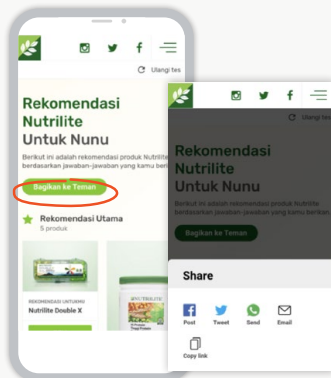 Ulangi tes
Rekomendasi
Nutrilite
Untuk Nunu
Berikut ini adalah rekomendasi produk Nutrilite
berdasarkan jawaban-jawaban yang kamu beri
Bagikan ke Teman
Rekomendasi Utama
5 produk
REKOMENDASI UNTUKMU
Nutrilite Double X
NUTRILITE
Ulangi tes
Rekomendasi
Nutrilite
Untuk Nunu
Berikut ini adalah rekomendasi produk Nutrilite
berdasarkan jawaban-jawaban yang kamu berikan
Bagikan ke Teman
Share
Post
Tweet
Send
Email
Copy link